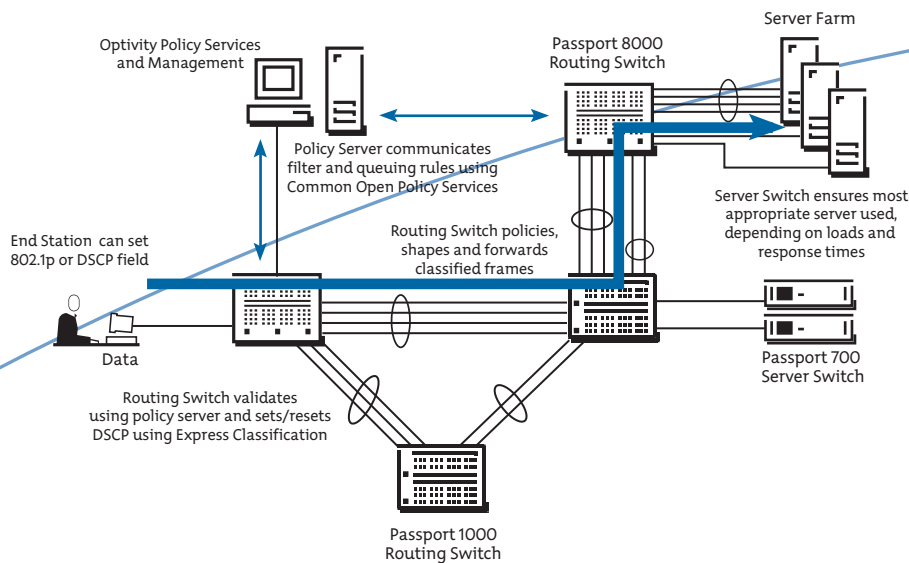 Server Farm
Optivity Policy Services
and Management
Passport 8000
Routing Switch
Policy Server communicates
filter and queuing rules using
Common Open Policy Services
Server Switch ensures most
appropriate server used,
depending on loads and
response times
Routing Switch policies,
shapes and forwards
classified frames
End Station can set
802.1p or DSCP field
Data
Passport 700
Server Switch
Routing Switch validates
using policy server and sets/resets
DSCP using Express Classification
Passport 1000
Routing Switch